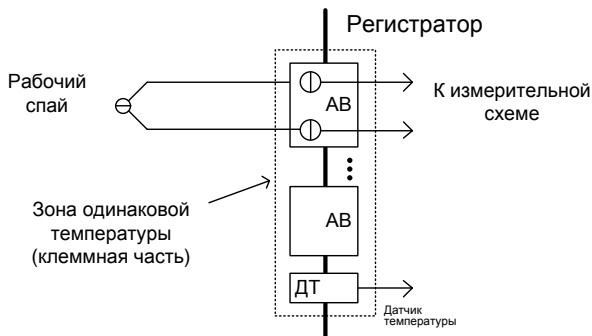 Регистратор
Рабочий
спай
АВ
К измерительной
схеме
Зона одинаковой
температуры
(клеммная часть)
АВ
ДТ
Датчик
температуры